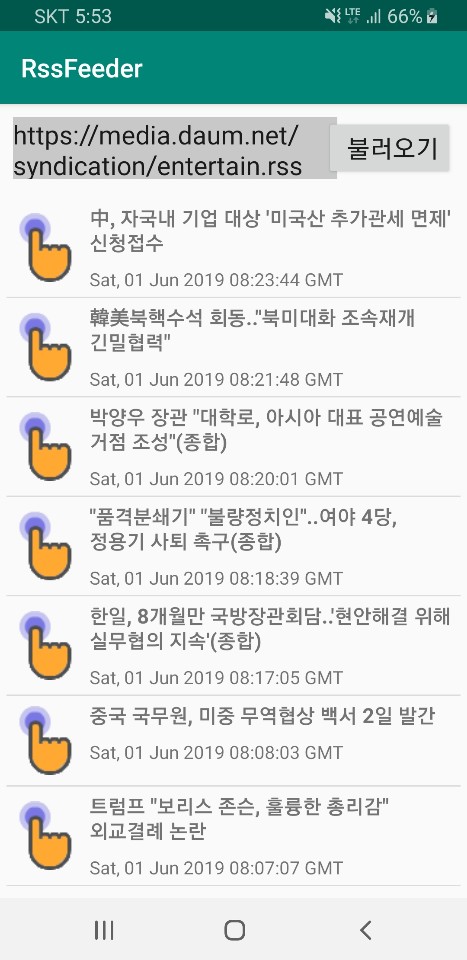 SKT 5:53
LTE
66%
RssFeeder
https://media.daum.net/
syndication/entertain.rss
불러오기
中, 자국내 기업 대상 '미국산 추가관세 면제'
신청접수
Sat, 01 Jun 2019 08:23:44 GMT
韓美북핵수석 회동.."북미대화 조속재개
긴밀협력"
Sat, 01 Jun 2019 08:21:48 GMT
박양우 장관 "대학로, 아시아 대표 공연예술
거점 조성"(종합)
Sat, 01 Jun 2019 08:20:01 GMT
"품격분쇄기" "불량정치인"..여야 4당,
정용기 사퇴 촉구(종합)
Sat, 01 Jun 2019 08:18:39 GMT
한일, 8개월만 국방장관회담..'현안해결 위해
실무협의 지속'(종합)
Sat, 01 Jun 2019 08:17:05 GMT
중국 국무원, 미중 무역협상 백서 2일 발간
Sat, 01 Jun 2019 08:08:03 GMT
트럼프 "보리스 존슨, 훌륭한 총리감"
외교결례 논란
Sat, 01 Jun 2019 08:07:07 GMT